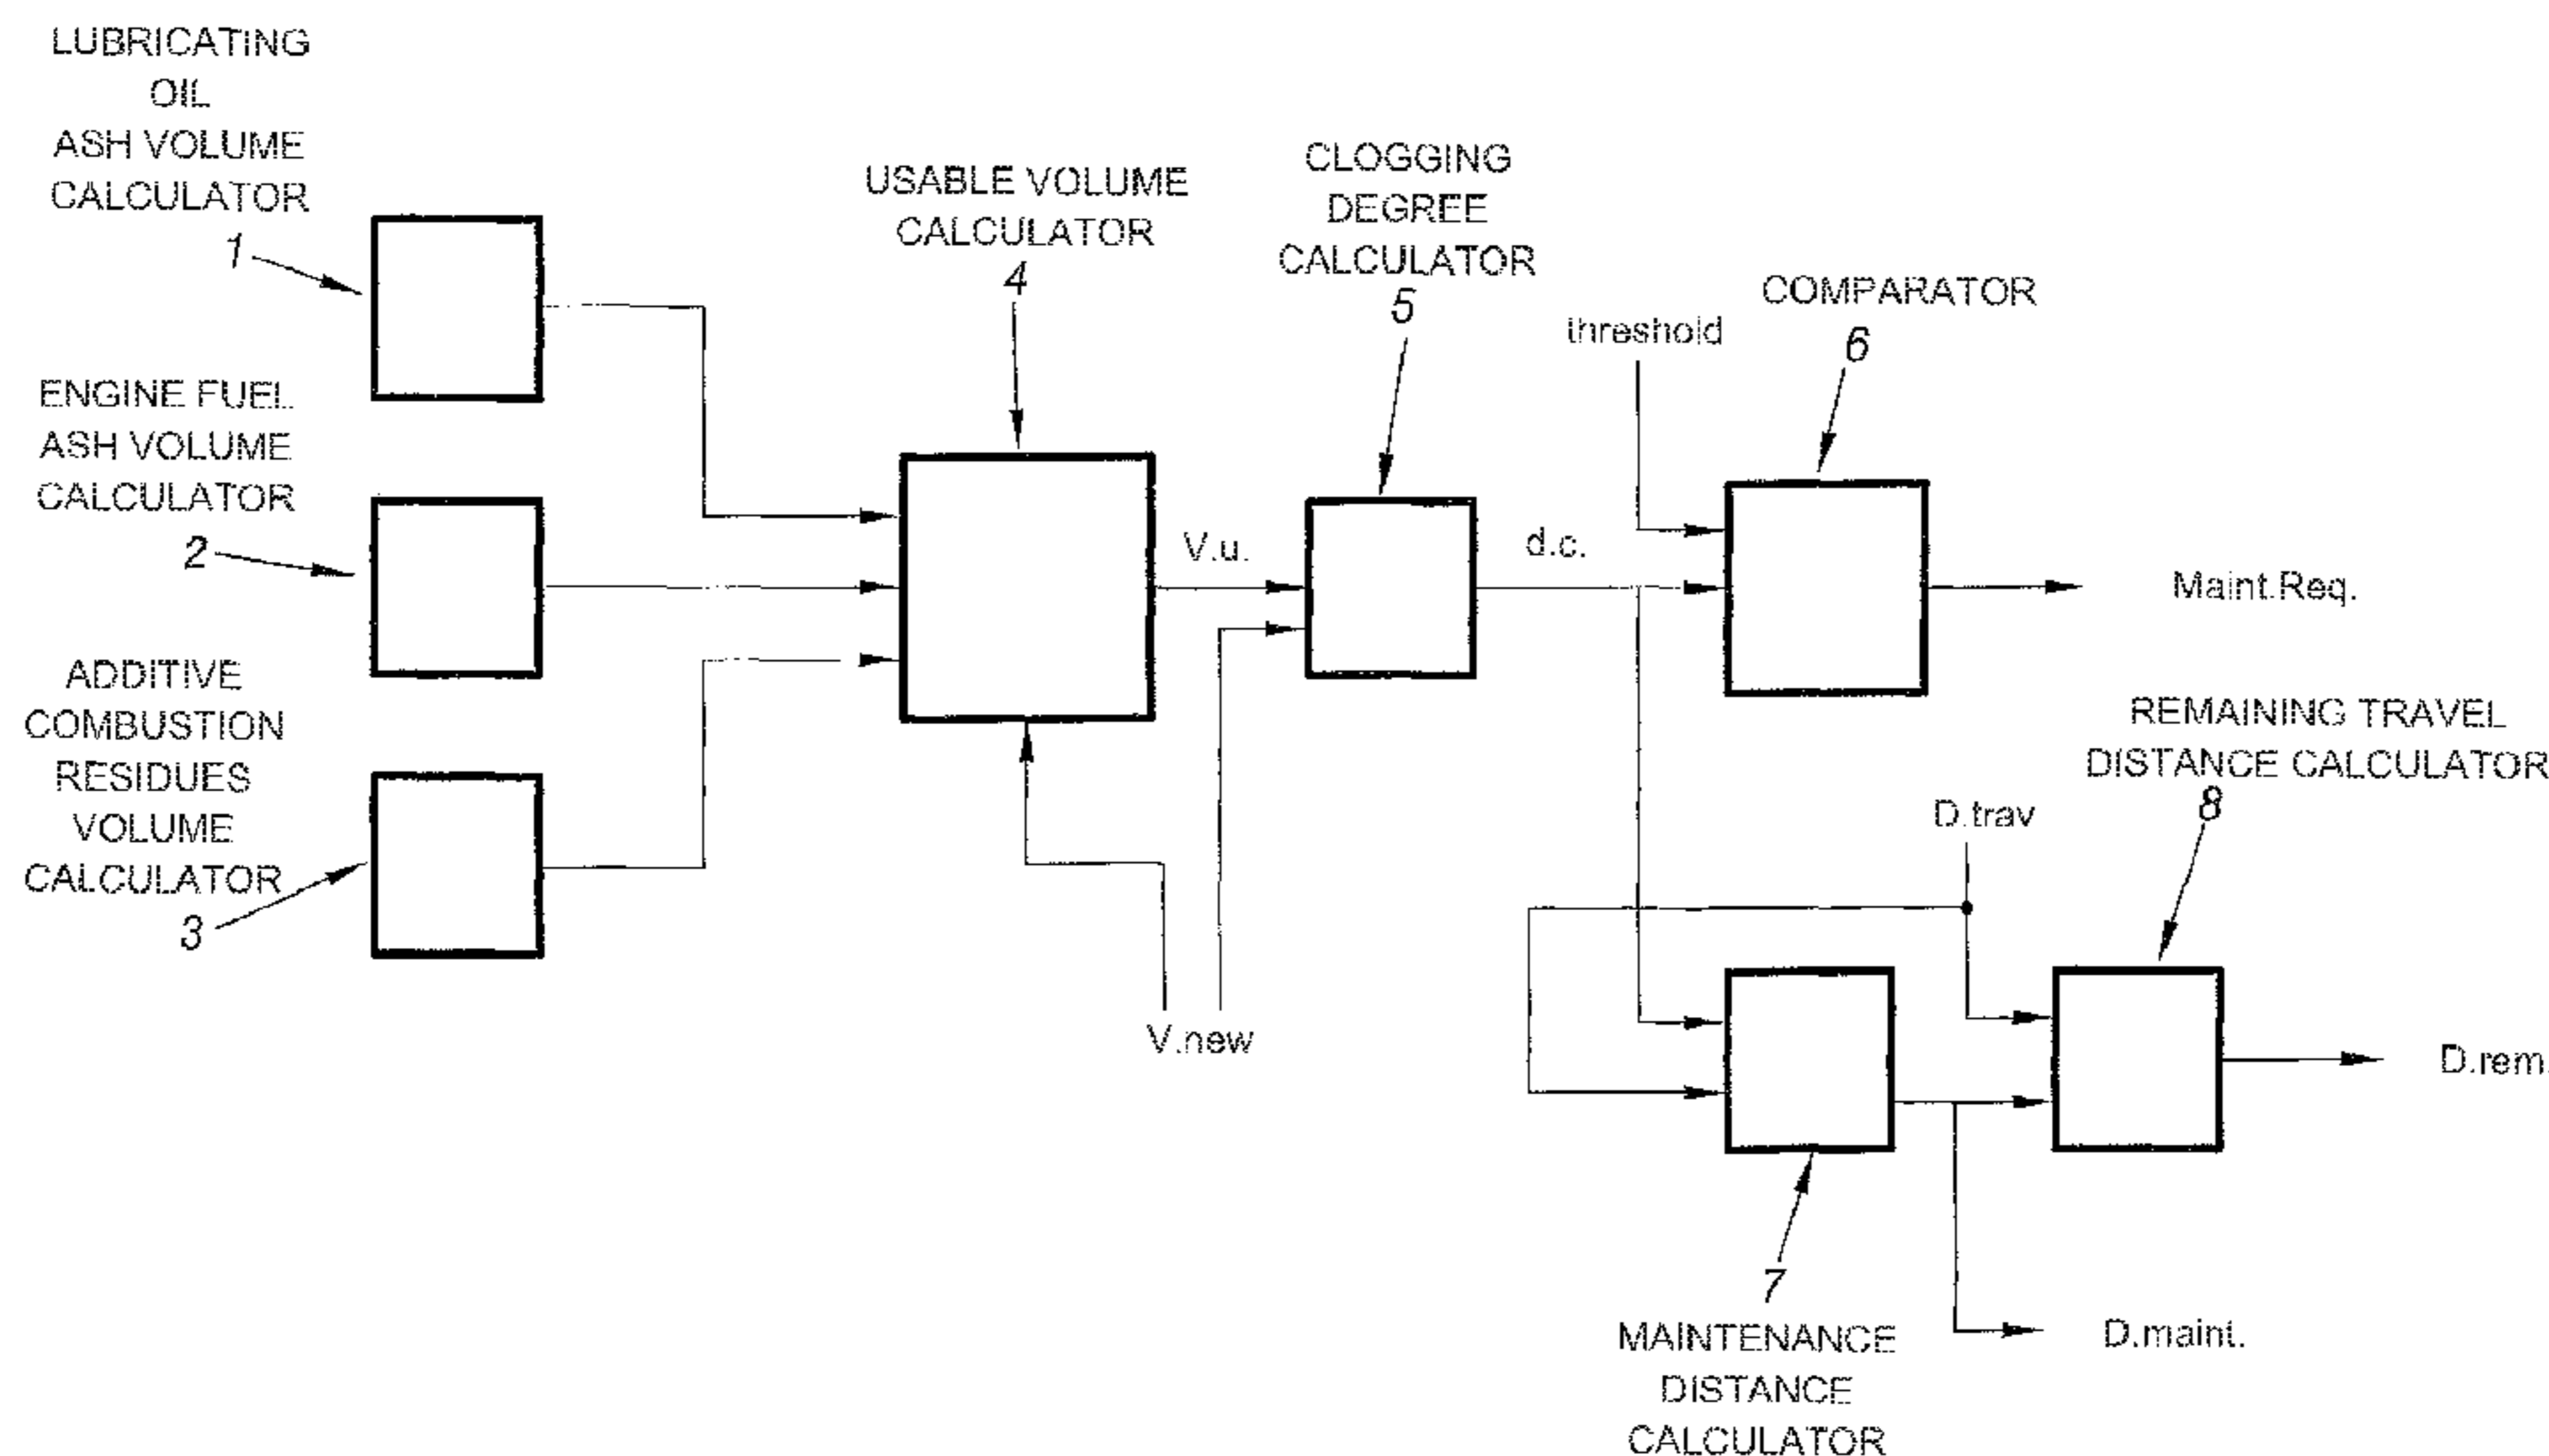 LUBRICATING
OIL
ASH VOLUME
CALCULATOR
1
ENGINE FUEL
ASH VOLUME
CALCULATOR
2
ADDITIVE
COMBUSTION
RESIDUES
VOLUME
CALCULATOR
3
USABLE VOLUME
CALCULATOR
4
V.u.
V.new
CLOGGING
DEGREE
CALCULATOR
5
d.c.
threshold
COMPARATOR
6
Maint.Req.
REMAINING TRAVEL
DISTANCE CALCULATOR
8
D.trav
D.rem.
7
MAINTENANCE
DISTANCE
CALCULATOR
D.maint.